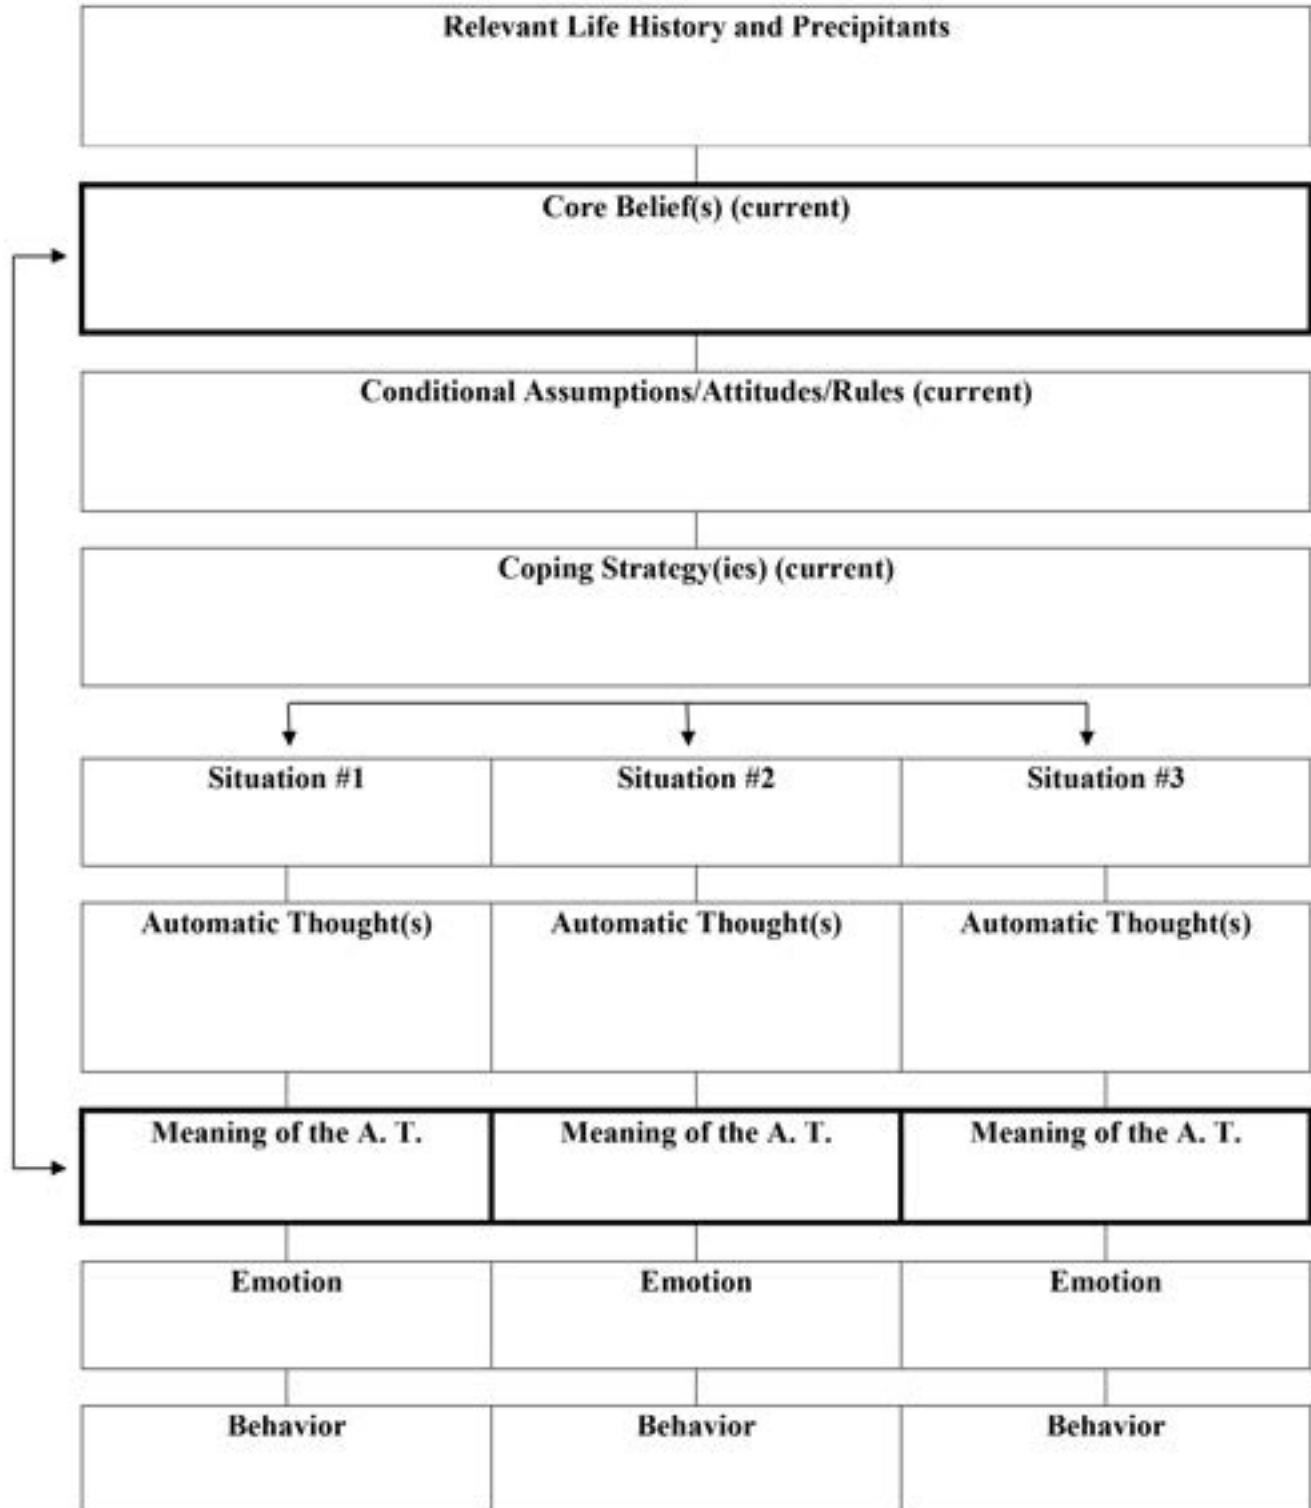 Relevant Life History and Precipitants
Core Belief(s) (current)
Conditional Assumptions/Attitudes/Rules (current)
Coping Strategy(ies) (current)
Situation #1
Situation #2
Situation #3
Automatic Thought(s)
Automatic Thought(s)
Automatic Thought(s)
Meaning of the A. T.
Meaning of the A. T.
Meaning of the A. T.
Emotion
Emotion
Emotion
Behavior
Behavior
Behavior